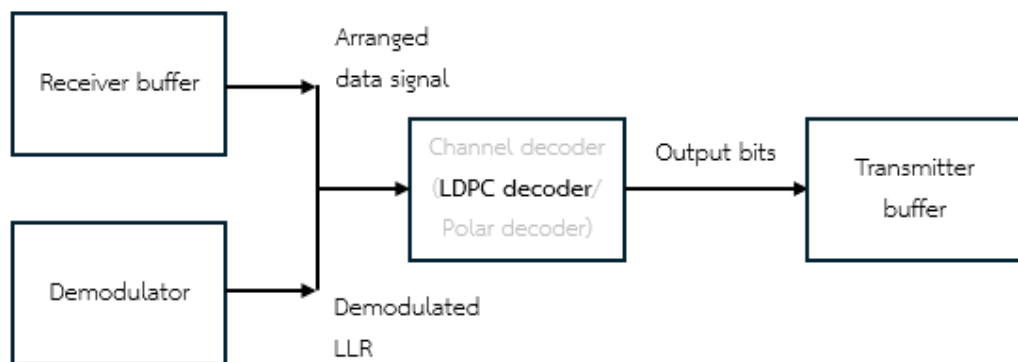 Receiver buffer
Arranged
data signal
Channel decoder
(LDPC decoder/
Polar decoder)
Output bits
Transmitter
buffer
Demodulator
Demodulated
LLR